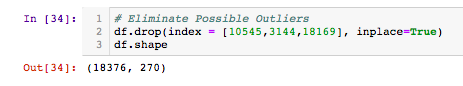 In [34]:
1 # Eliminate Possible Outliers
2 df.drop(index = [10545,3144,18169], inplace=True)
3 df.shape
Out[34]: (18376, 270)